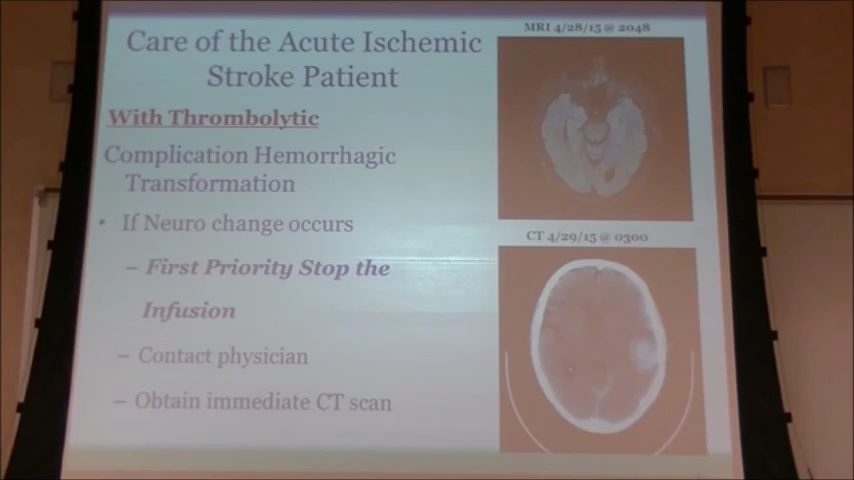 Care of the Acute Ischemic
Stroke Patient
With Thrombolytic
Complication Hemorrhagic
Transformation
• If Neuro change occurs
– First Priority Stop the
Infusion
– Contact physician
– Obtain immediate CT scan
MRI 4/28/15 @ 2048
CT 4/29/15 @ 0300